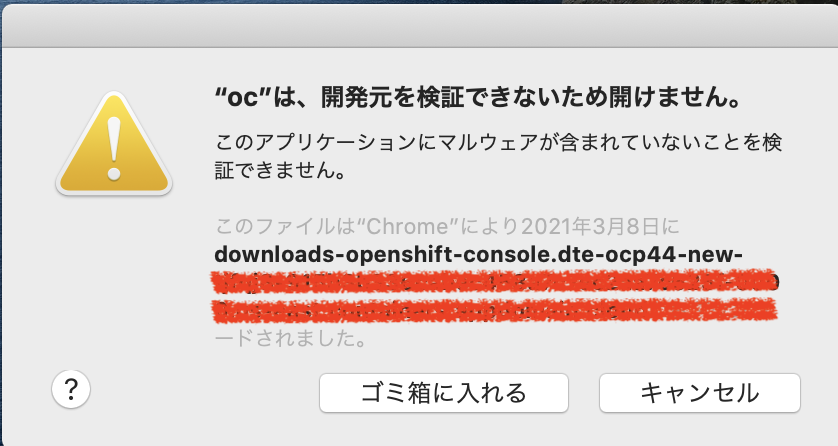 “oc”は、開発元を検証できないため開けません。
このアプリケーションにマルウェアが含まれていないことを検
証できません。
このファイルは“Chrome”により2021年3月8日に
downloads-openshift-console.dte-ocp44-new-
ードされました。
?
ゴミ箱に入れる
キャンセル